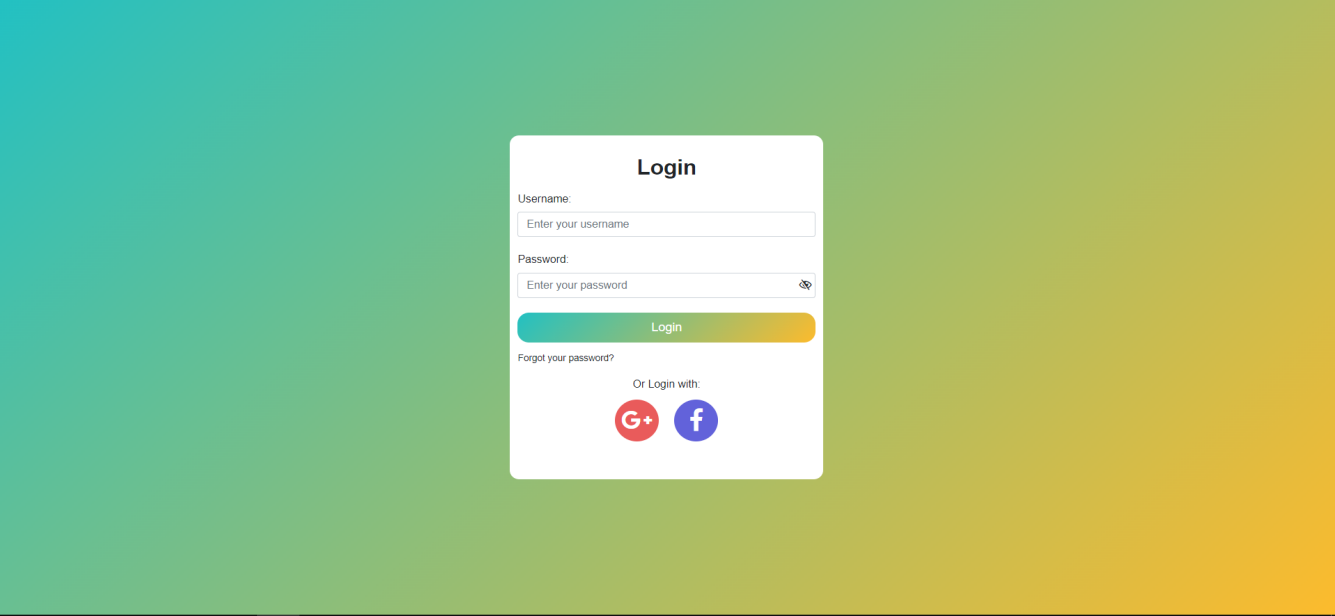 Login
Username:
Enter your username
Password:
Enter your password
Login
Forgot your password?
Or Login with:
G+ f